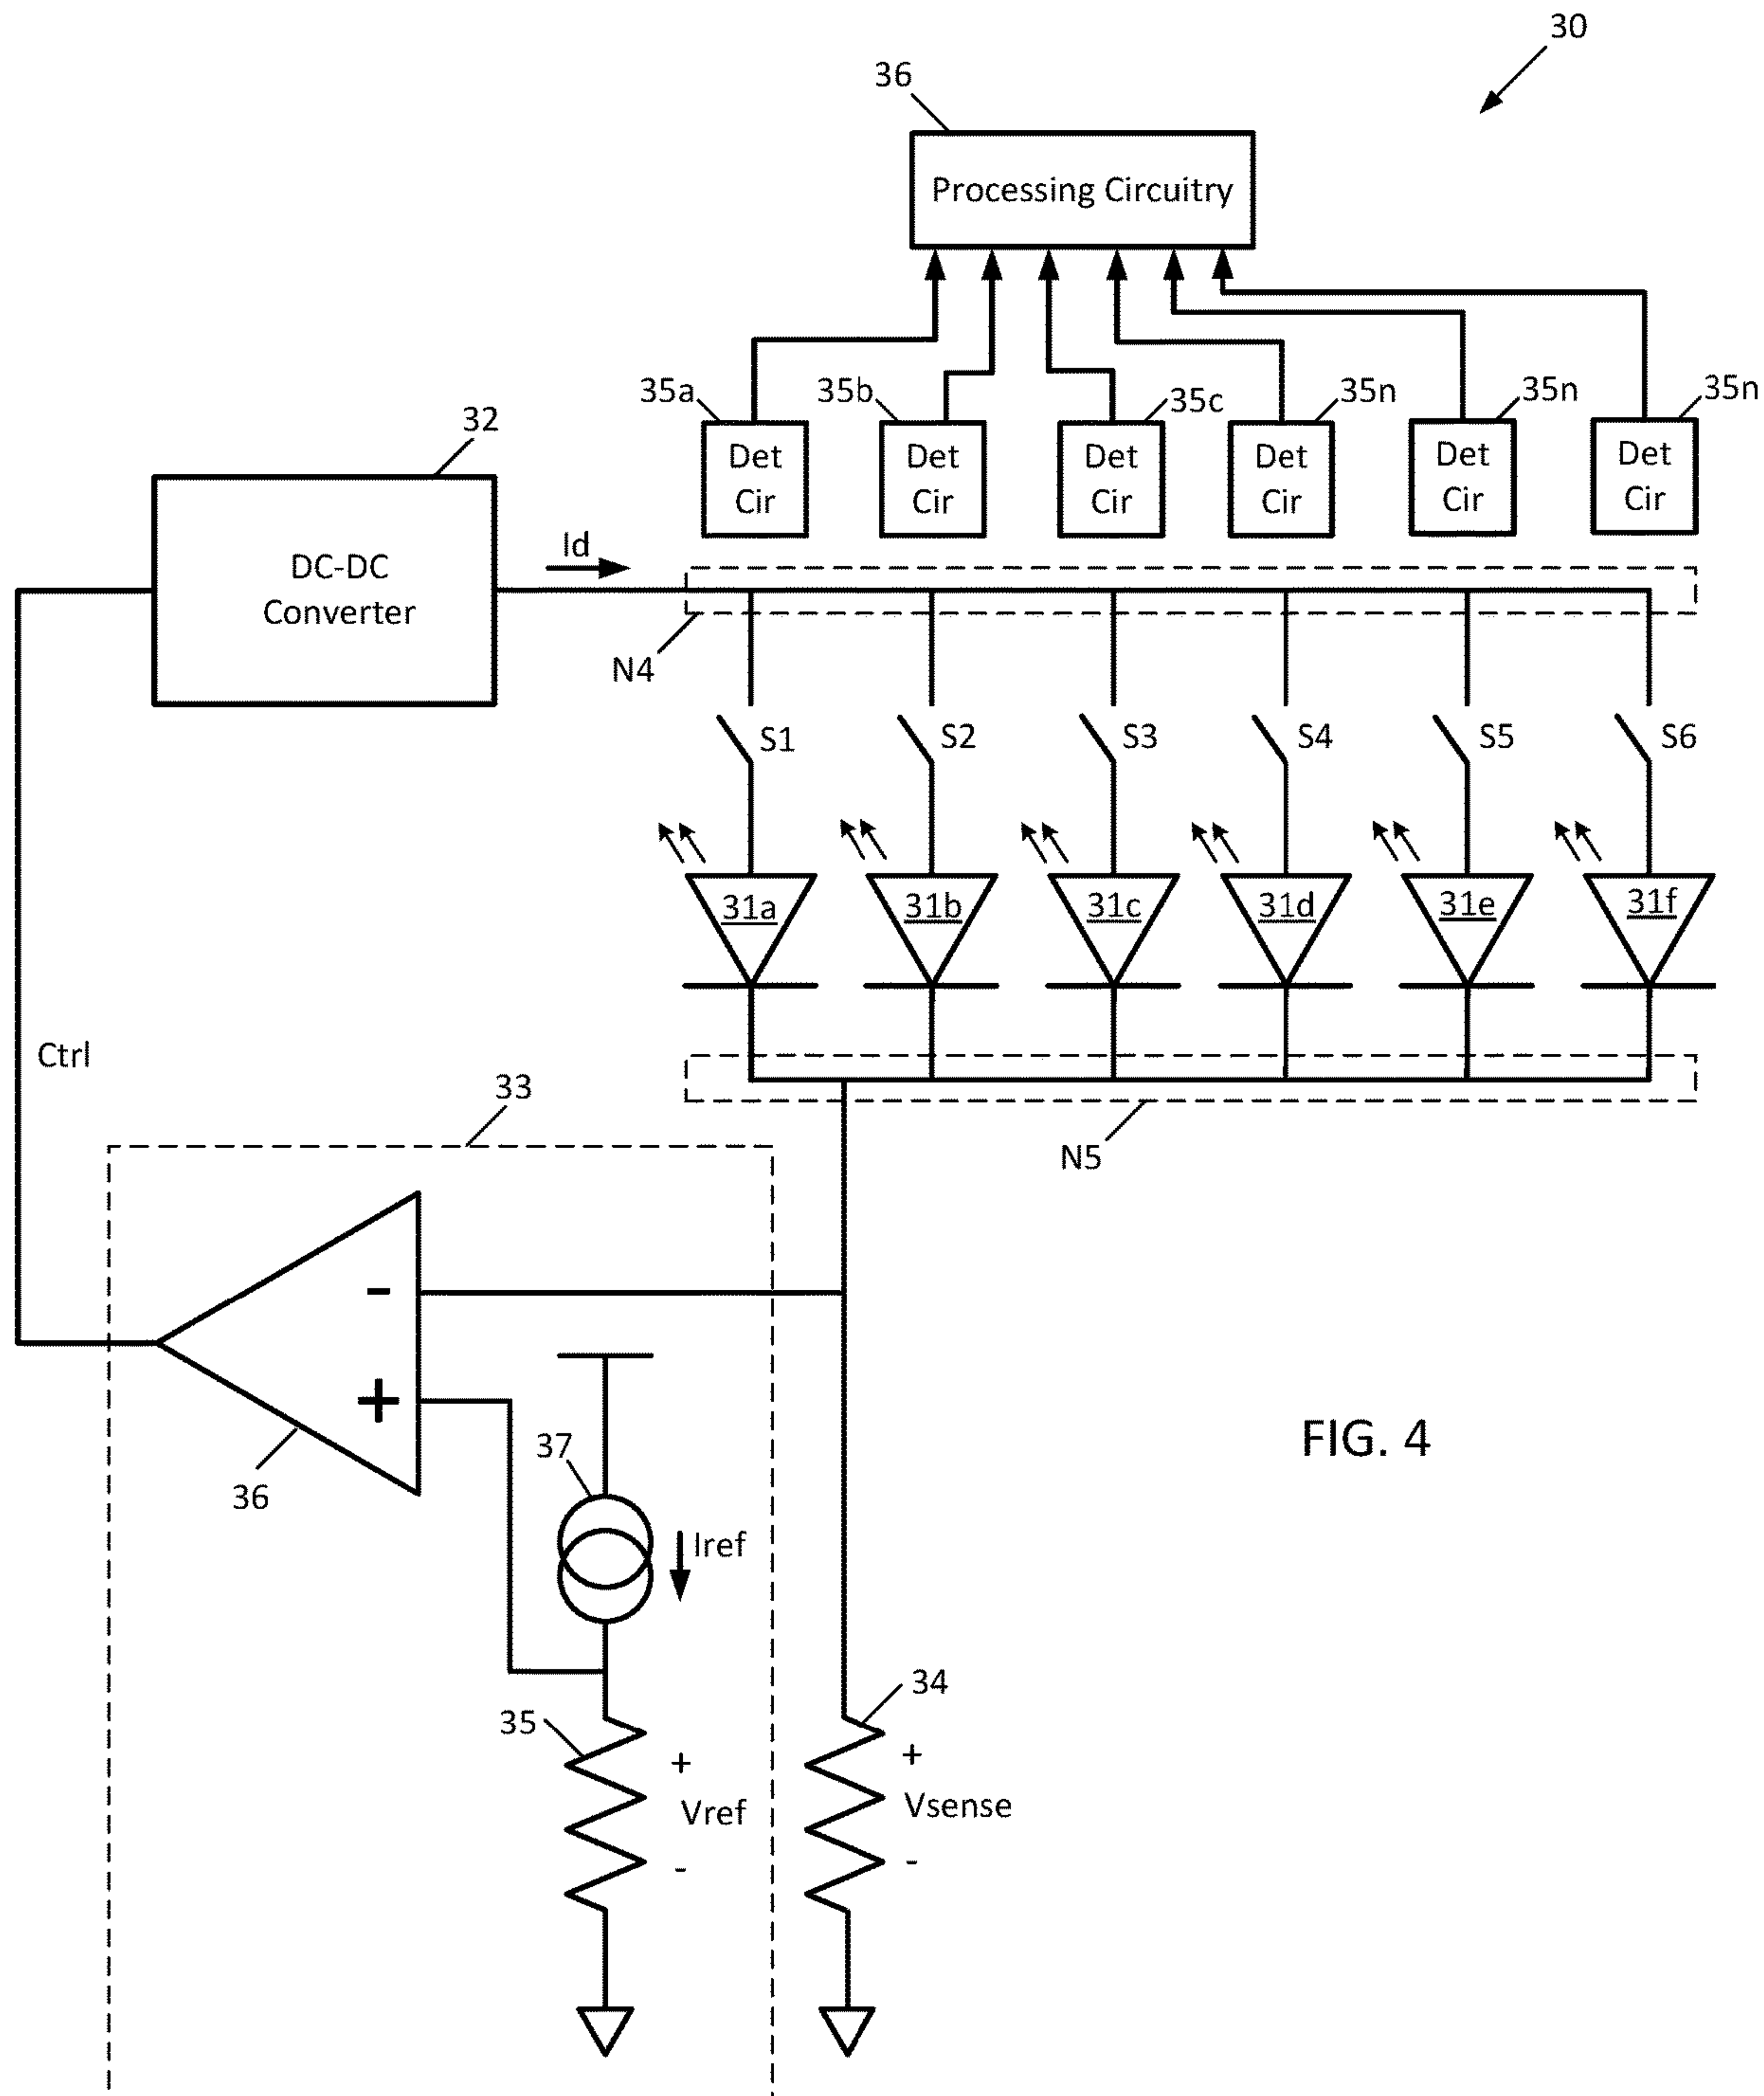 30
36
Processing Circuitry
35a
35b
35c
35n
35n
35n
Det
Cir
Det
Cir
Det
Cir
Det
Cir
Det
Cir
Det
Cir
32
DC-DC
Converter
Id
N4
S1
S2
S3
S4
S5
S6
31a
31b
31c
31d
31e
31f
Ctrl
33
N5
-
+
36
37
Iref
FIG. 4
35
+
Vref
-
34
+
Vsense
-